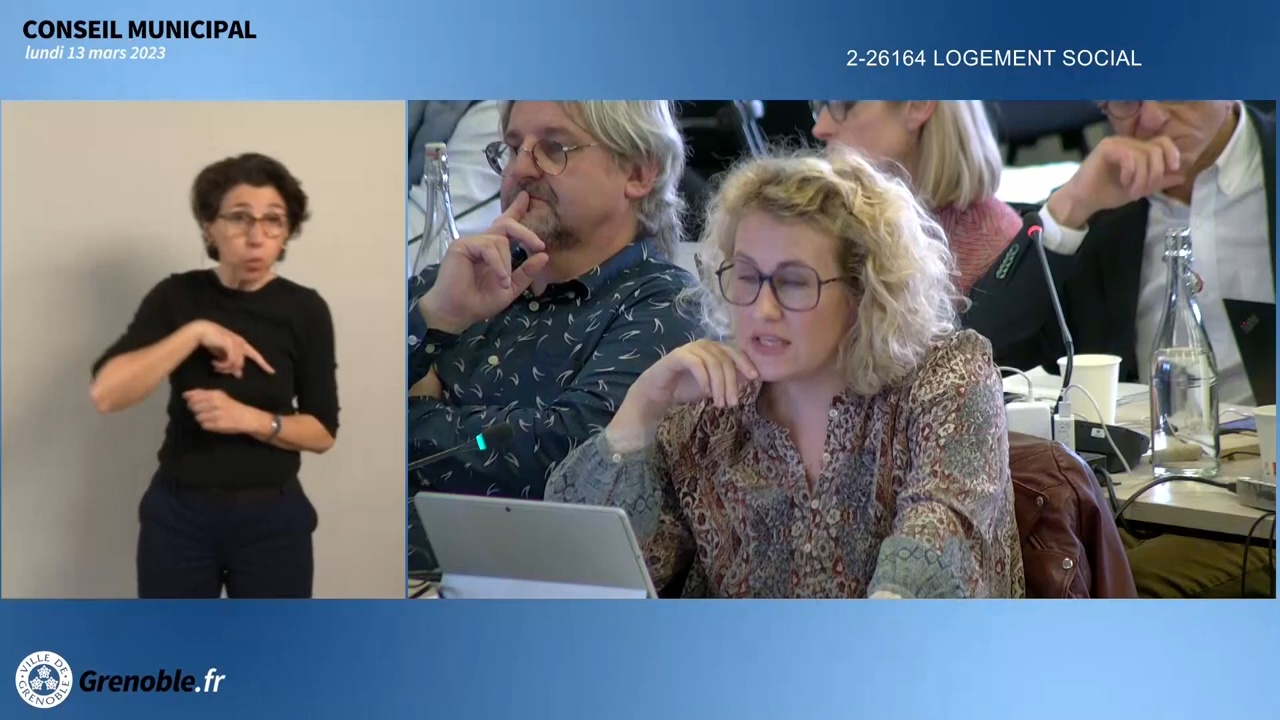 CONSEIL MUNICIPAL
lundi 13 mars 2023
2-26164 LOGEMENT SOCIAL
VILLE DE
GRENOBLE
Grenoble.fr